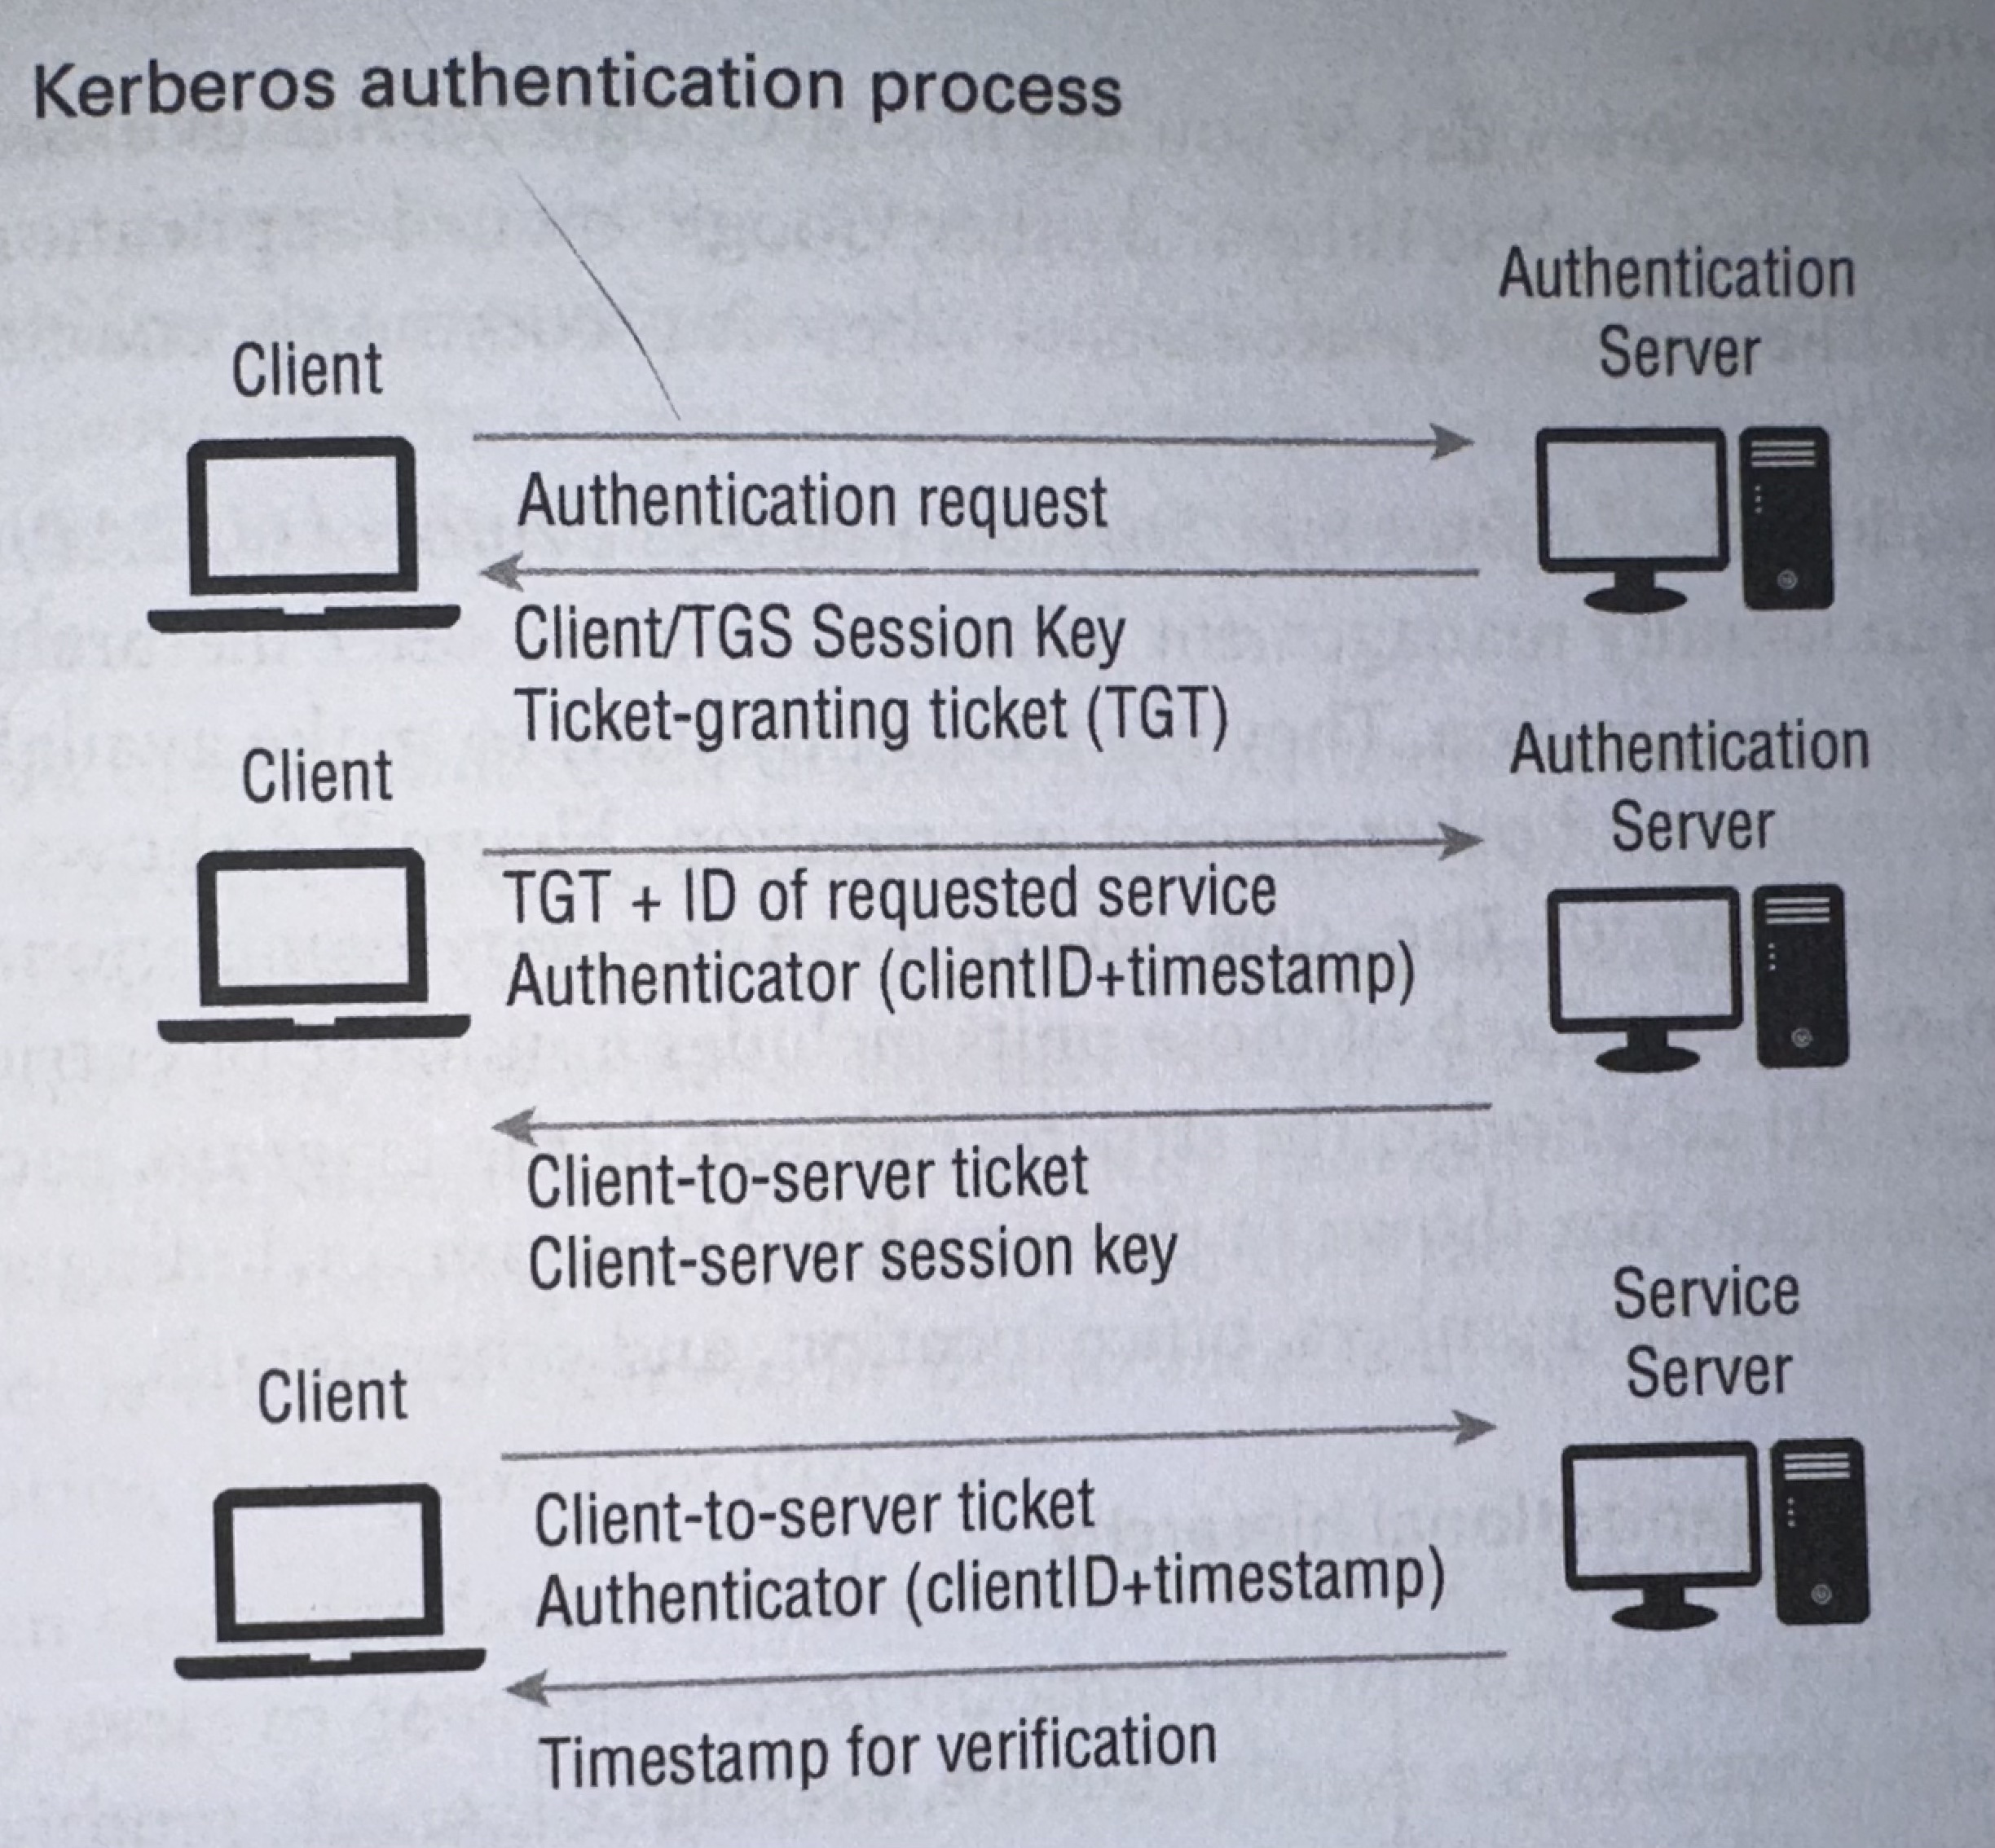 Kerberos authentication process
Authentication
Server
Client
Authentication request
Client/TGS Session Key
Ticket-granting ticket (TGT)
Authentication
Server
Client
TGT + ID of requested service
Authenticator (clientID+timestamp)
Client-to-server ticket
Client-server session key
Service
Server
Client
Client-to-server ticket
Authenticator (clientID+timestamp)
Timestamp for verification